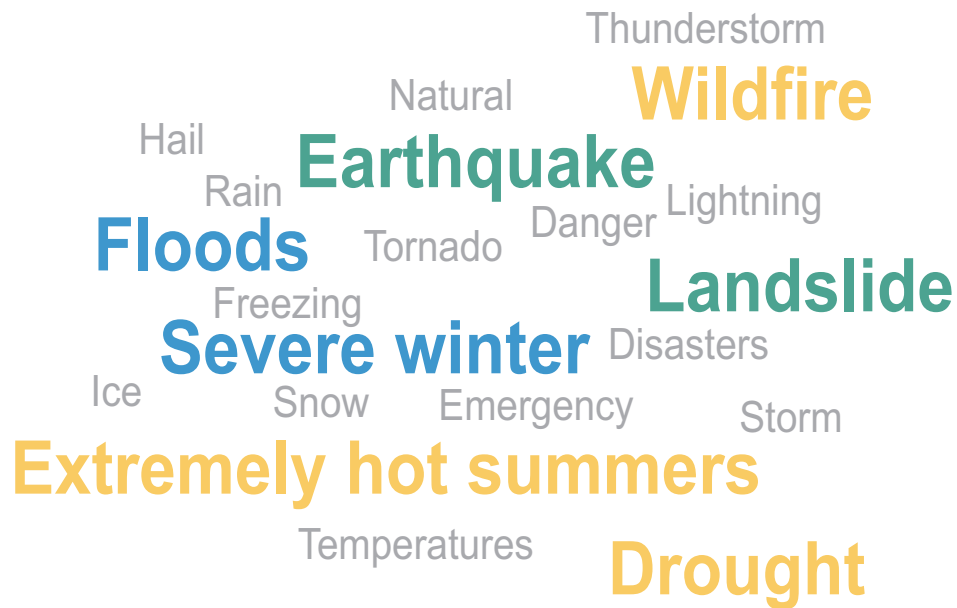 Thunderstorm
Wildfire
Natural
Hail
Earthquake
Rain
Lightning
Danger
Floods
Tornado
Landslide
Freezing
Severe winter
Disasters
Ice
Snow
Emergency
Storm
Extremely hot summers
Temperatures
Drought